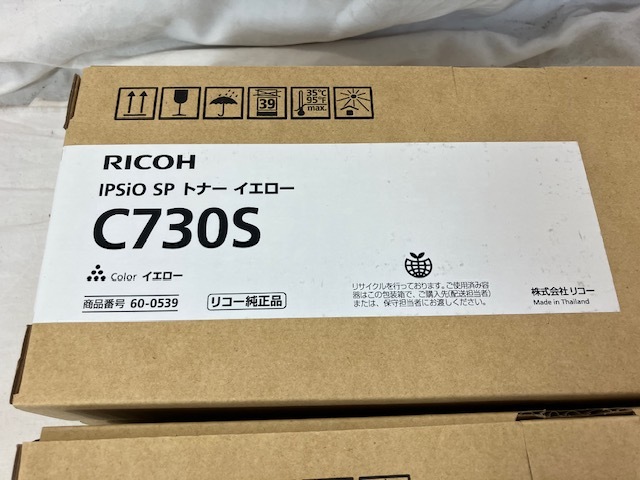 39
35℃
95°F
max.
RICOH
IPSiO SP トナー イエロー
C730S
Color イエロー
商品番号 60-0539
リコー純正品
リサイクルを行っております。ご使用済み容
器はこの包装箱で、ご購入先(配送担当者)
または、保守担当者にお渡しください。
株式会社リコー
Made in Thailand